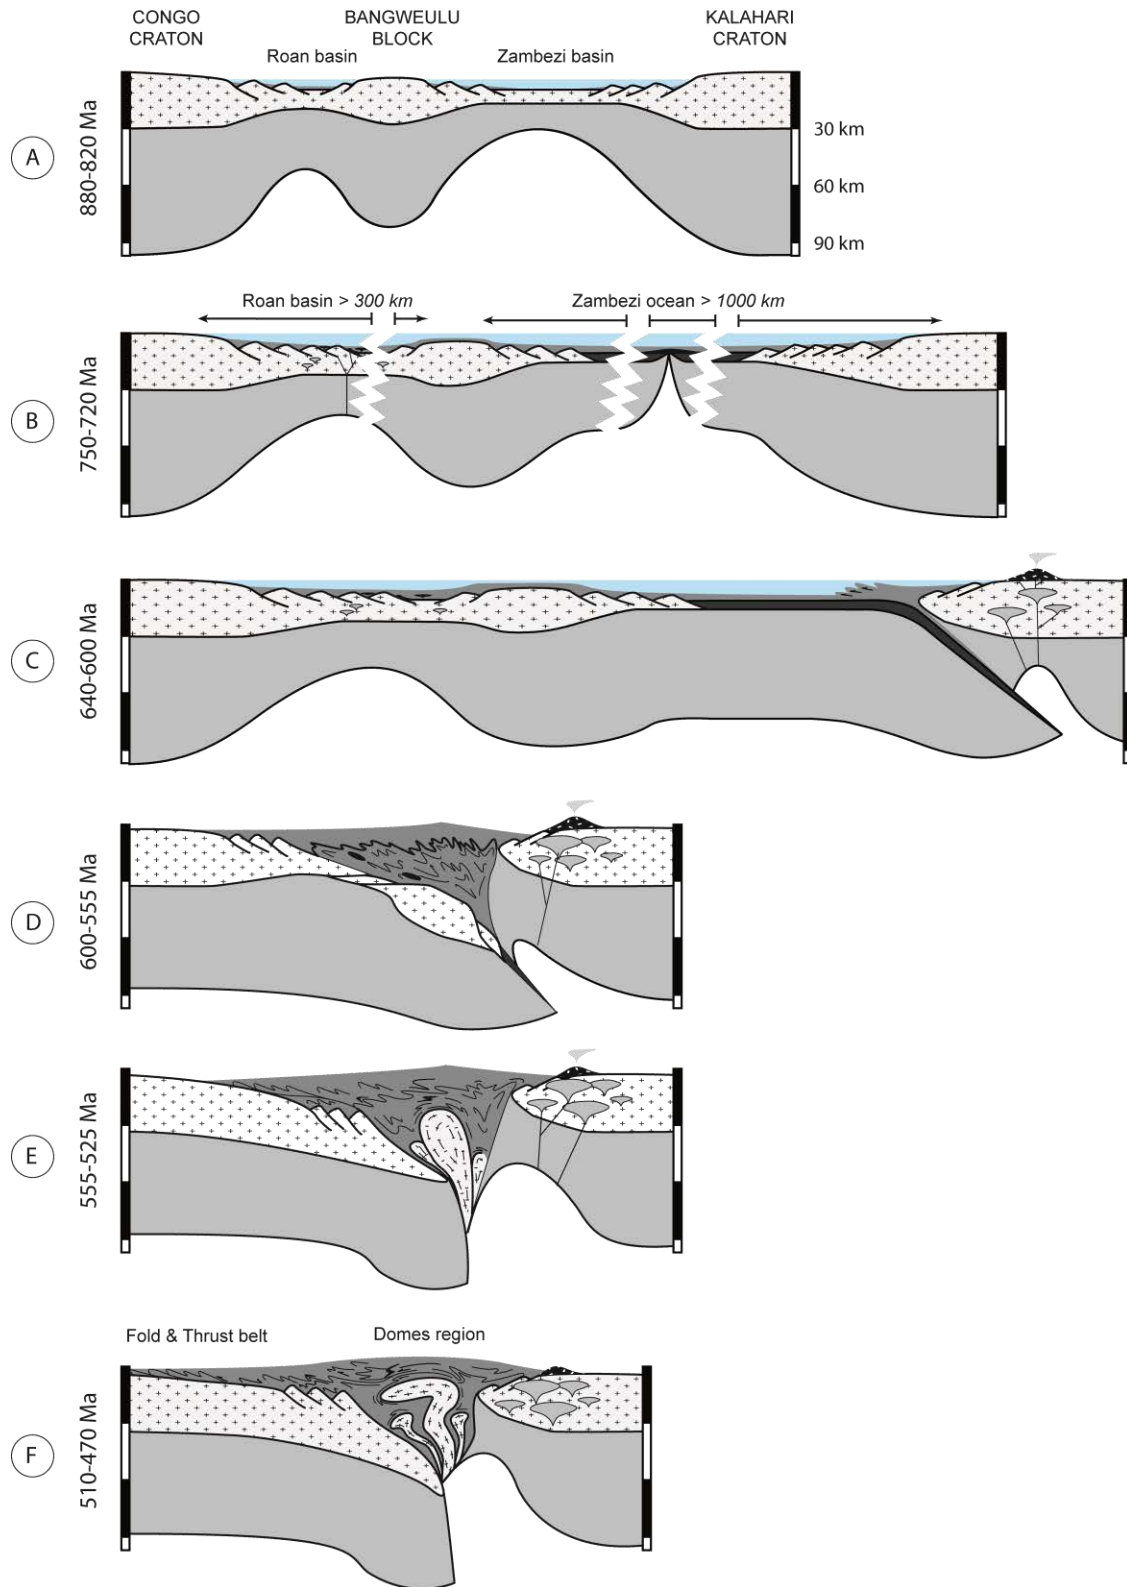 CONGO
CRATON
BANGWEULU
BLOCK
KALAHARI
CRATON
Roan basin
Zambezi basin
A
880-820 Ma
30 km
60 km
90 km
Roan basin > 300 km
Zambezi ocean > 1000 km
B
750-720 Ma
C
640-600 Ma
D
600-555 Ma
E
555-525 Ma
Fold & Thrust belt
Domes region
F
510-470 Ma